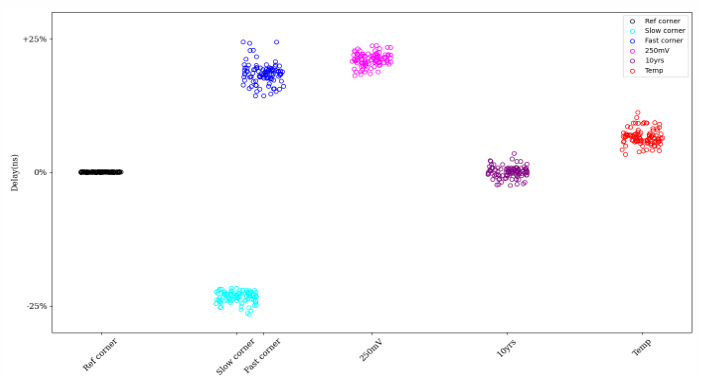 Delay(ns)
+25%
0%
-25%
Ref corner
Slow corner
Fast corner
250mV
10yrs
Temp
Ref corner
Slow corner
Fast corner
250mV
10yrs
Temp